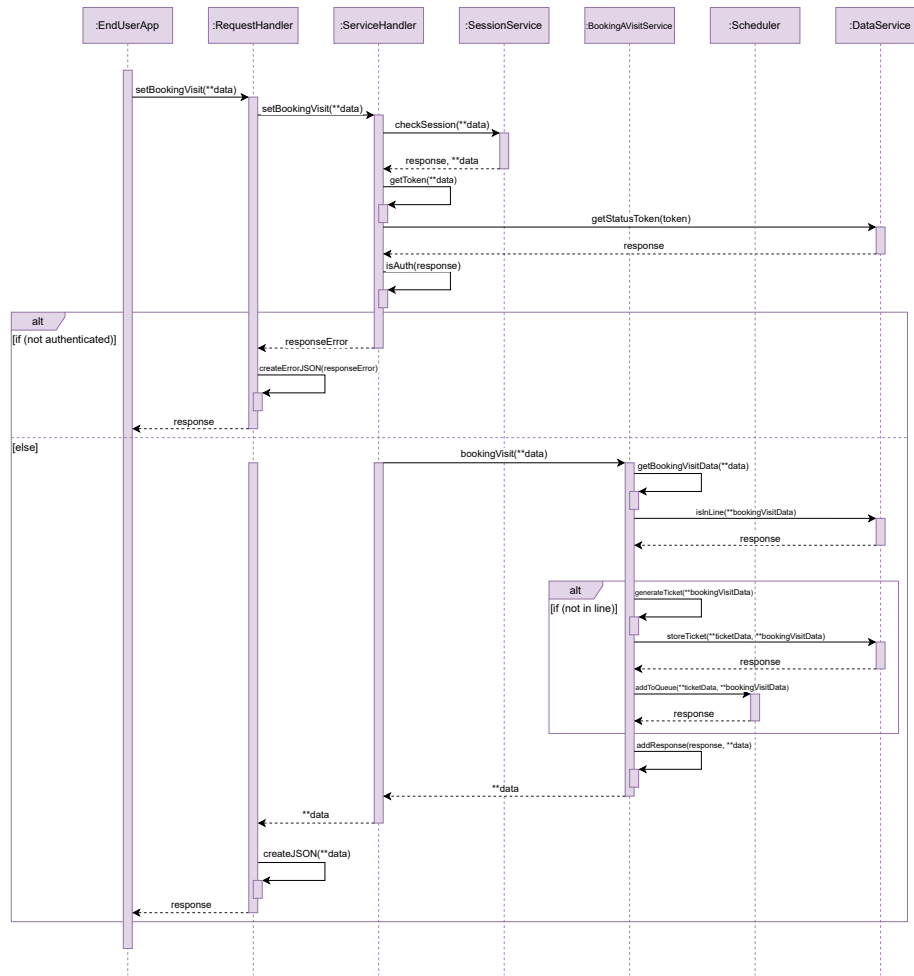 :EndUserApp
:RequestHandler
:ServiceHandler
:SessionService
:BookingAVisitService
:Scheduler
:DataService
setBookingVisit(**data)
setBookingVisit(**data)
checkSession(**data)
response, **data
getToken(**data)
getStatusToken(token)
response
isAuth(response)
alt
[if (not authenticated)]
responseError
createErrorJSON(responseError)
response
[else]
bookingVisit(**data)
getBookingVisitData(**data)
isInLine(**bookingVisitData)
response
alt
[if (not in line)]
generateTicket(**bookingVisitData)
storeTicket(**ticketData, **bookingVisitData)
response
addToQueue(**ticketData, **bookingVisitData)
response
addResponse(response, **data)
**data
**data
createJSON(**data)
response